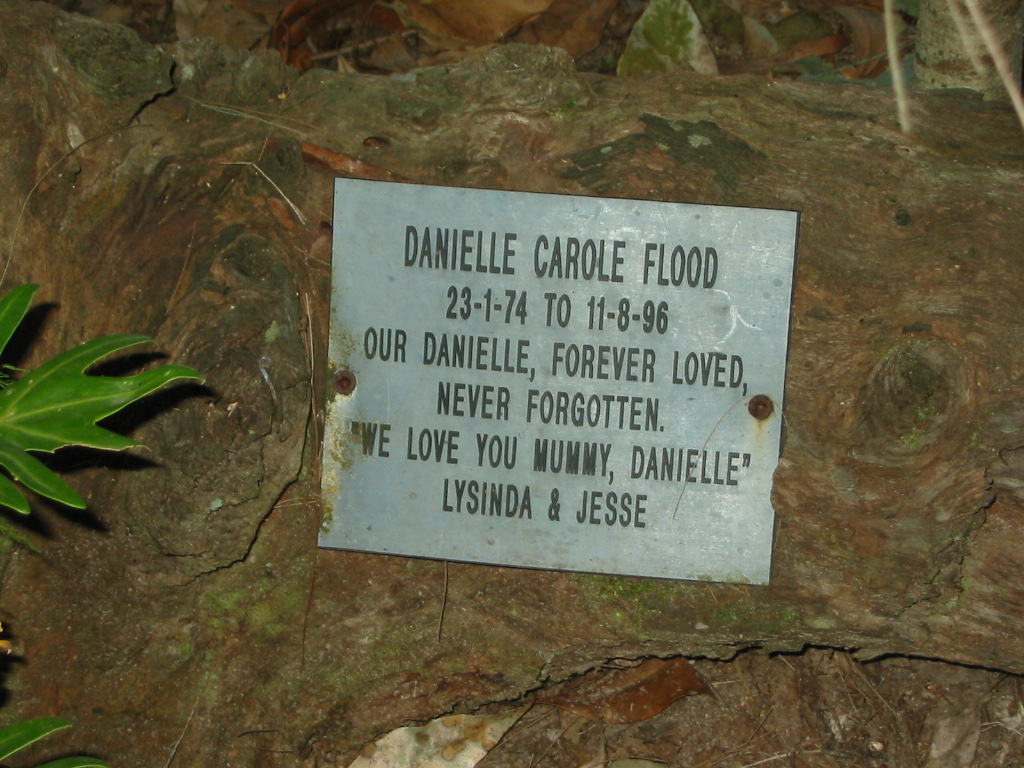 DANIELLE CAROLE FLOOD
23-1-74 TO 11-8-96
OUR DANIELLE, FOREVER LOVED,
NEVER FORGOTTEN.
"WE LOVE YOU MUMMY, DANIELLE"
LYSINDA & JESSE